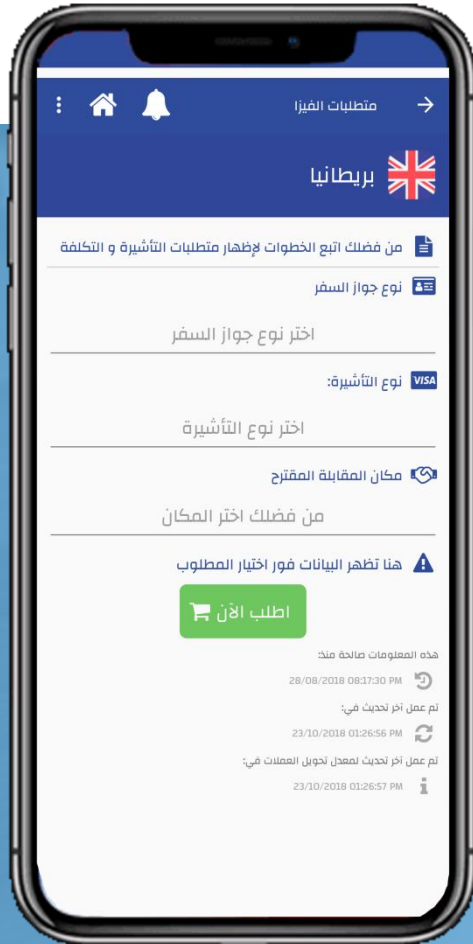 متطلبات الفيزا
بريطانيا
من فضلك اتبع الخطوات لإظهار متطلبات التأشيرة و التكلفة
نوع جواز السفر
اختر نوع جواز السفر
VISA نوع التأشيرة:
اختر نوع التأشيرة
مكان المقابلة المقترح
من فضلك اختر المكان
هنا تظهر البيانات فور اختيار المطلوب
اطلب الآن
هذه المعلومات صالحة منذ:
28/08/2018 08:17:30 PM
تم عمل آخر تحديث في:
23/10/2018 01:26:56 PM
تم عمل آخر تحديث لمعدل تحويل العملات في:
23/10/2018 01:26:57 PM